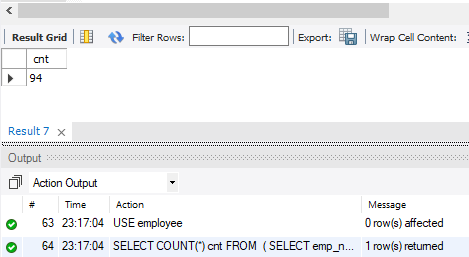 Result Grid Filter Rows: Export: Wrap Cell Content:
cnt
94
Result 7 ×
Output
Action Output
# Time Action Message
63 23:17:04 USE employee 0 row(s) affected
64 23:17:04 SELECT COUNT(*) cnt FROM ( SELECT emp_n... 1 row(s) returned